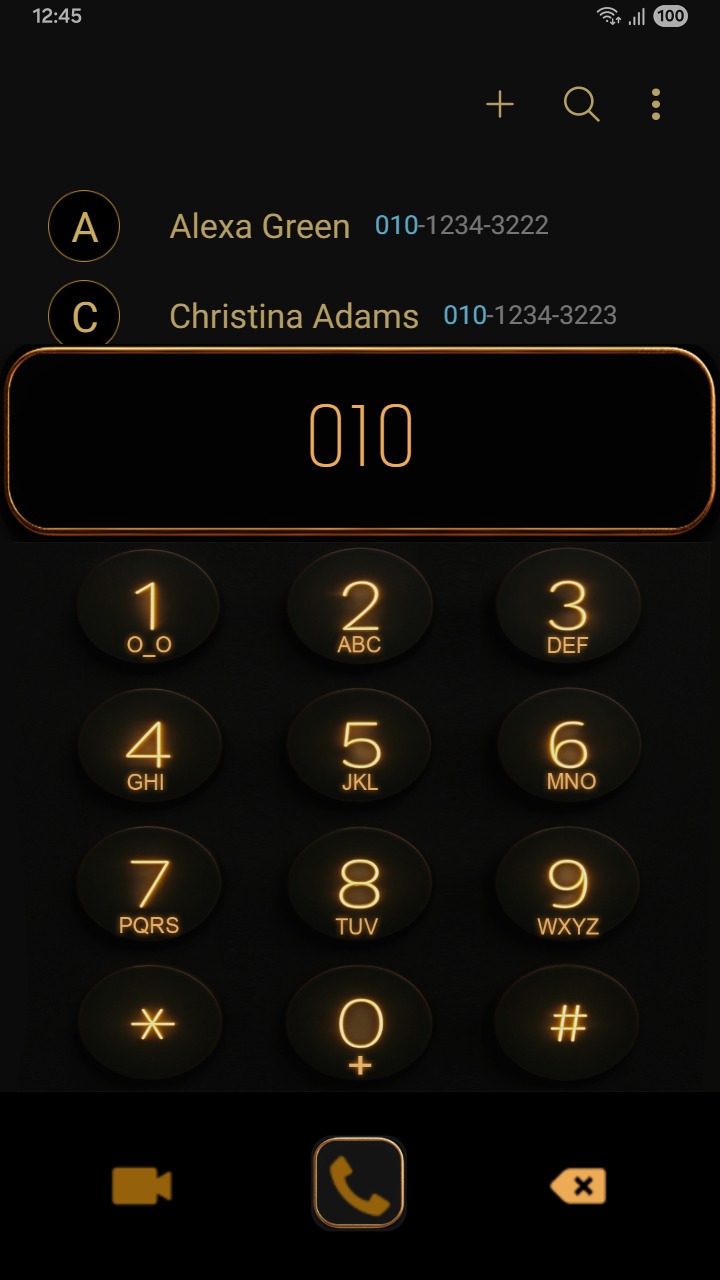 12:45 100
A Alexa Green 010-1234-3222
C Christina Adams 010-1234-3223
010
1 2 3
O_O ABC DEF
4 5 6
GHI JKL MNO
7 8 9
PQRS TUV WXYZ
* 0 #
+